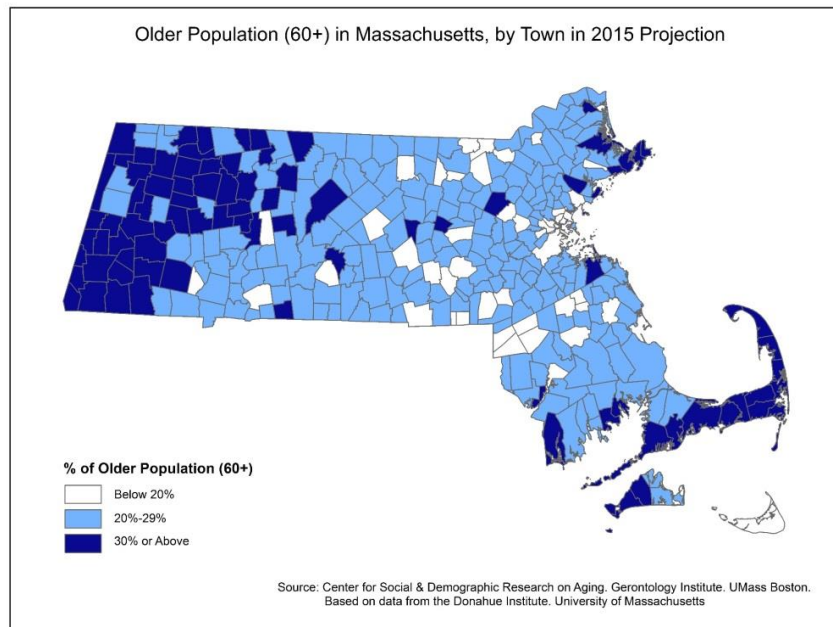 Older Population (60+) in Massachusetts, by Town in 2015 Projection
% of Older Population (60+)
Below 20%
20%-29%
30% or Above
Source: Center for Social & Demographic Research on Aging. Gerontology Institute. UMass Boston.
Based on data from the Donahue Institute. University of Massachusetts